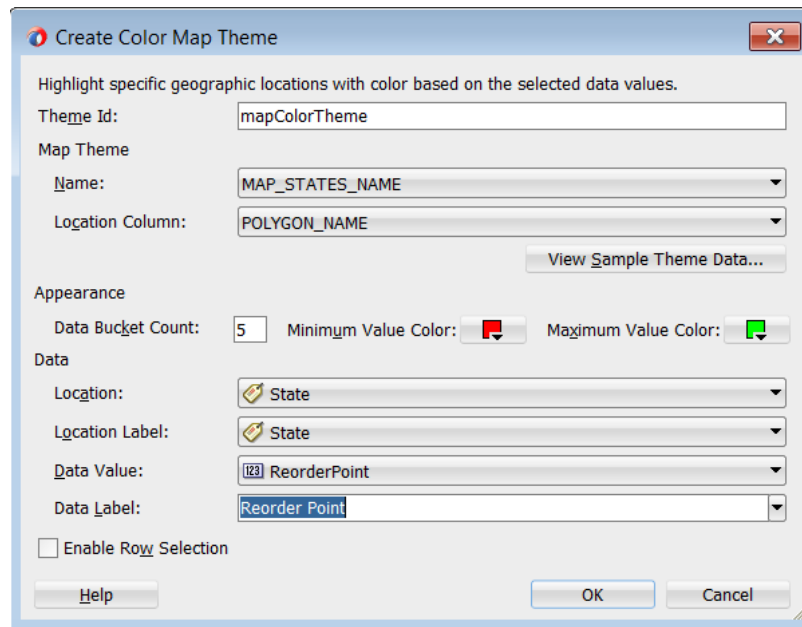 Create Color Map Theme
Highlight specific geographic locations with color based on the selected data values.
Theme Id: mapColorTheme
Map Theme
Name: MAP_STATES_NAME
Location Column: POLYGON_NAME
View Sample Theme Data...
Appearance
Data Bucket Count: 5 Minimum Value Color: Maximum Value Color:
Data
Location: State
Location Label: State
Data Value: 123 ReorderPoint
Data Label: Reorder Point
Enable Row Selection
Help OK Cancel